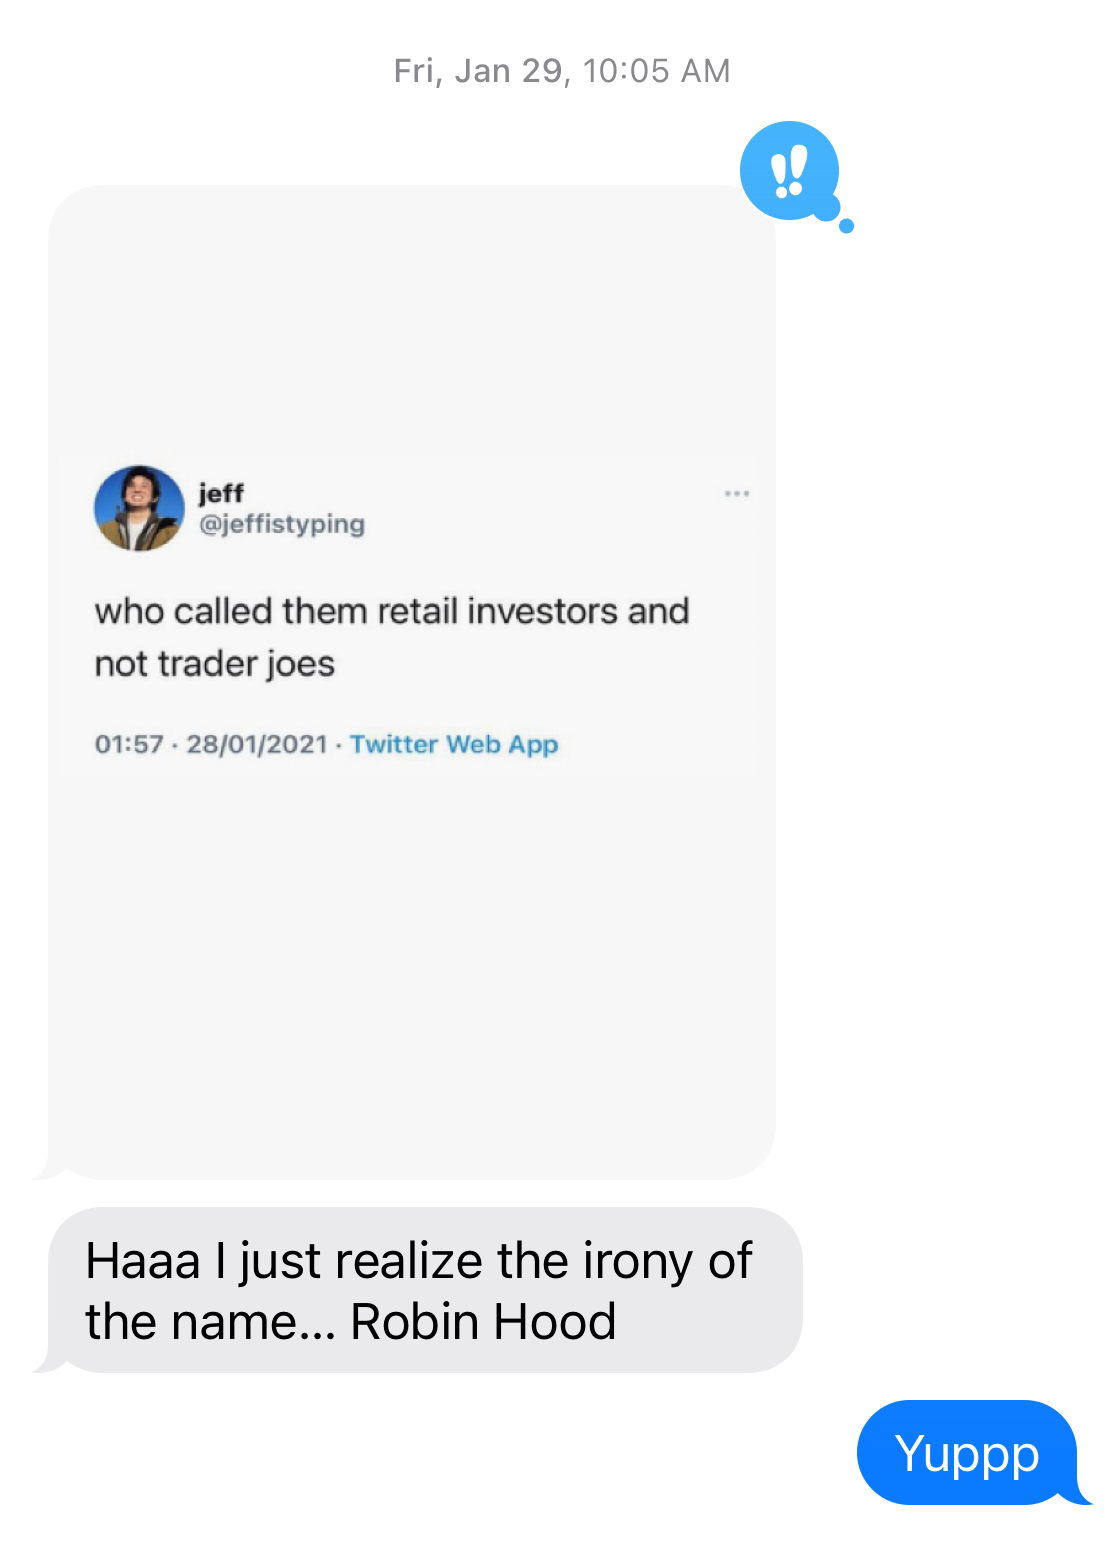 Fri, Jan 29, 10:05 AM
‼
jeff
@jeffistyping
who called them retail investors and
not trader joes
01:57 · 28/01/2021 · Twitter Web App
Haaa I just realize the irony of
the name... Robin Hood
Yuppp